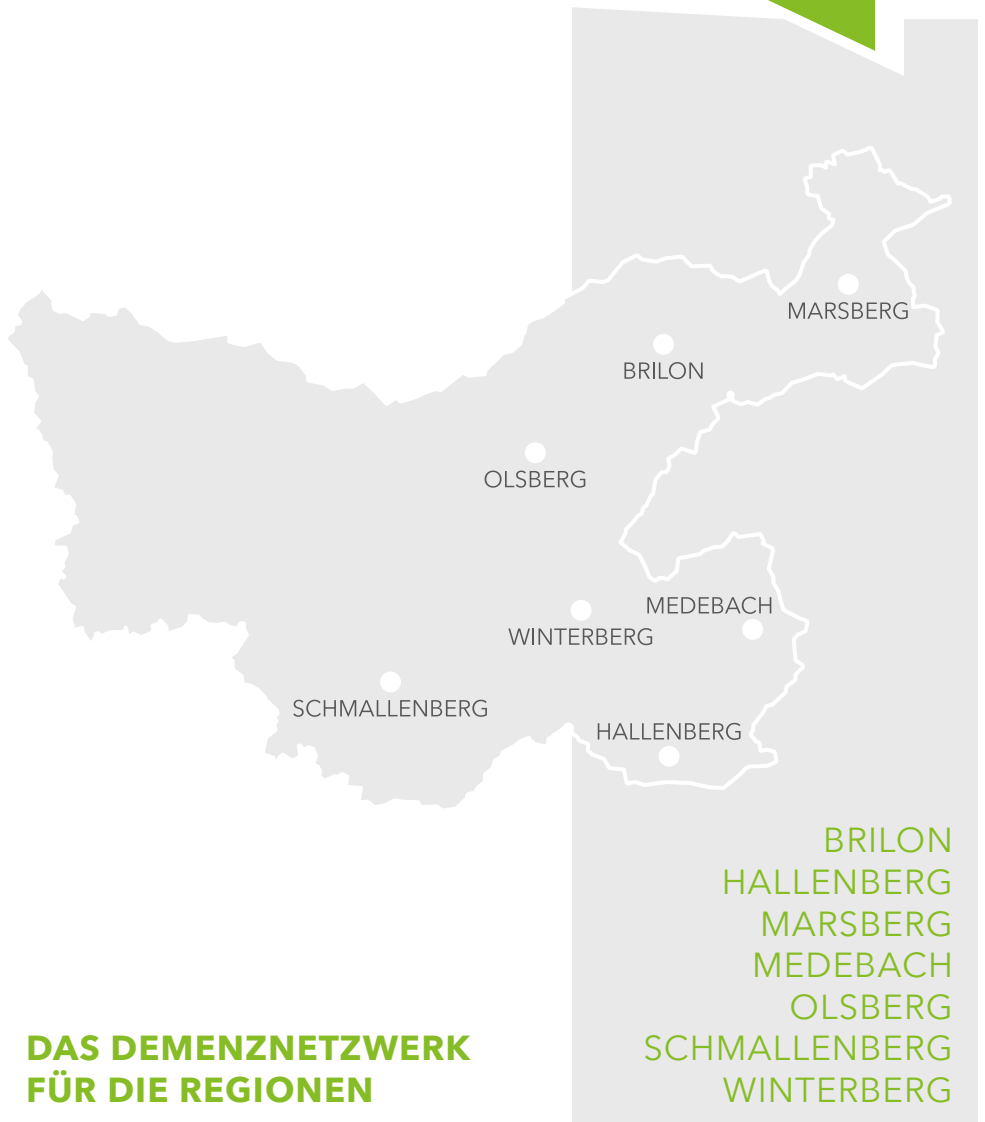 MARSBERG
BRILON
OLSBERG
MEDEBACH
WINTERBERG
SCHMALLENBERG
HALLENBERG
BRILON
HALLENBERG
MARSBERG
MEDEBACH
OLSBERG
SCHMALLENBERG
WINTERBERG
DAS DEMENZNETZWERK
FÜR DIE REGIONEN